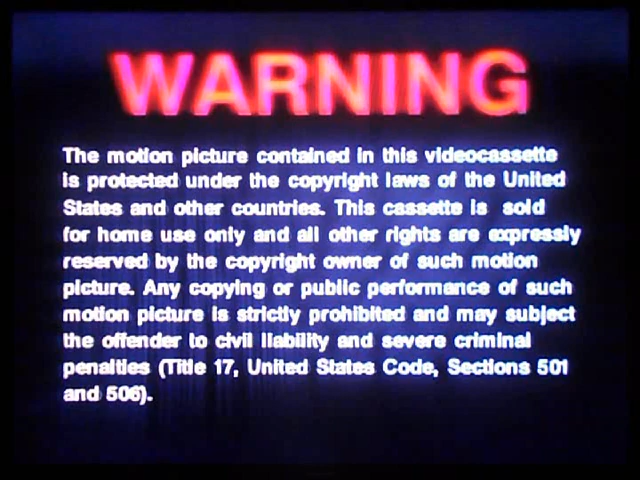 WARNING
The motion picture contained in this videocassette
is protected under the copyright laws of the United
States and other countries. This cassette is sold
for home use only and all other rights are expressly
reserved by the copyright owner of such motion
picture. Any copying or public performance of such
motion picture is strictly prohibited and may subject
the offender to civil liability and severe criminal
penalties (Title 17, United States Code, Sections 501
and 506).